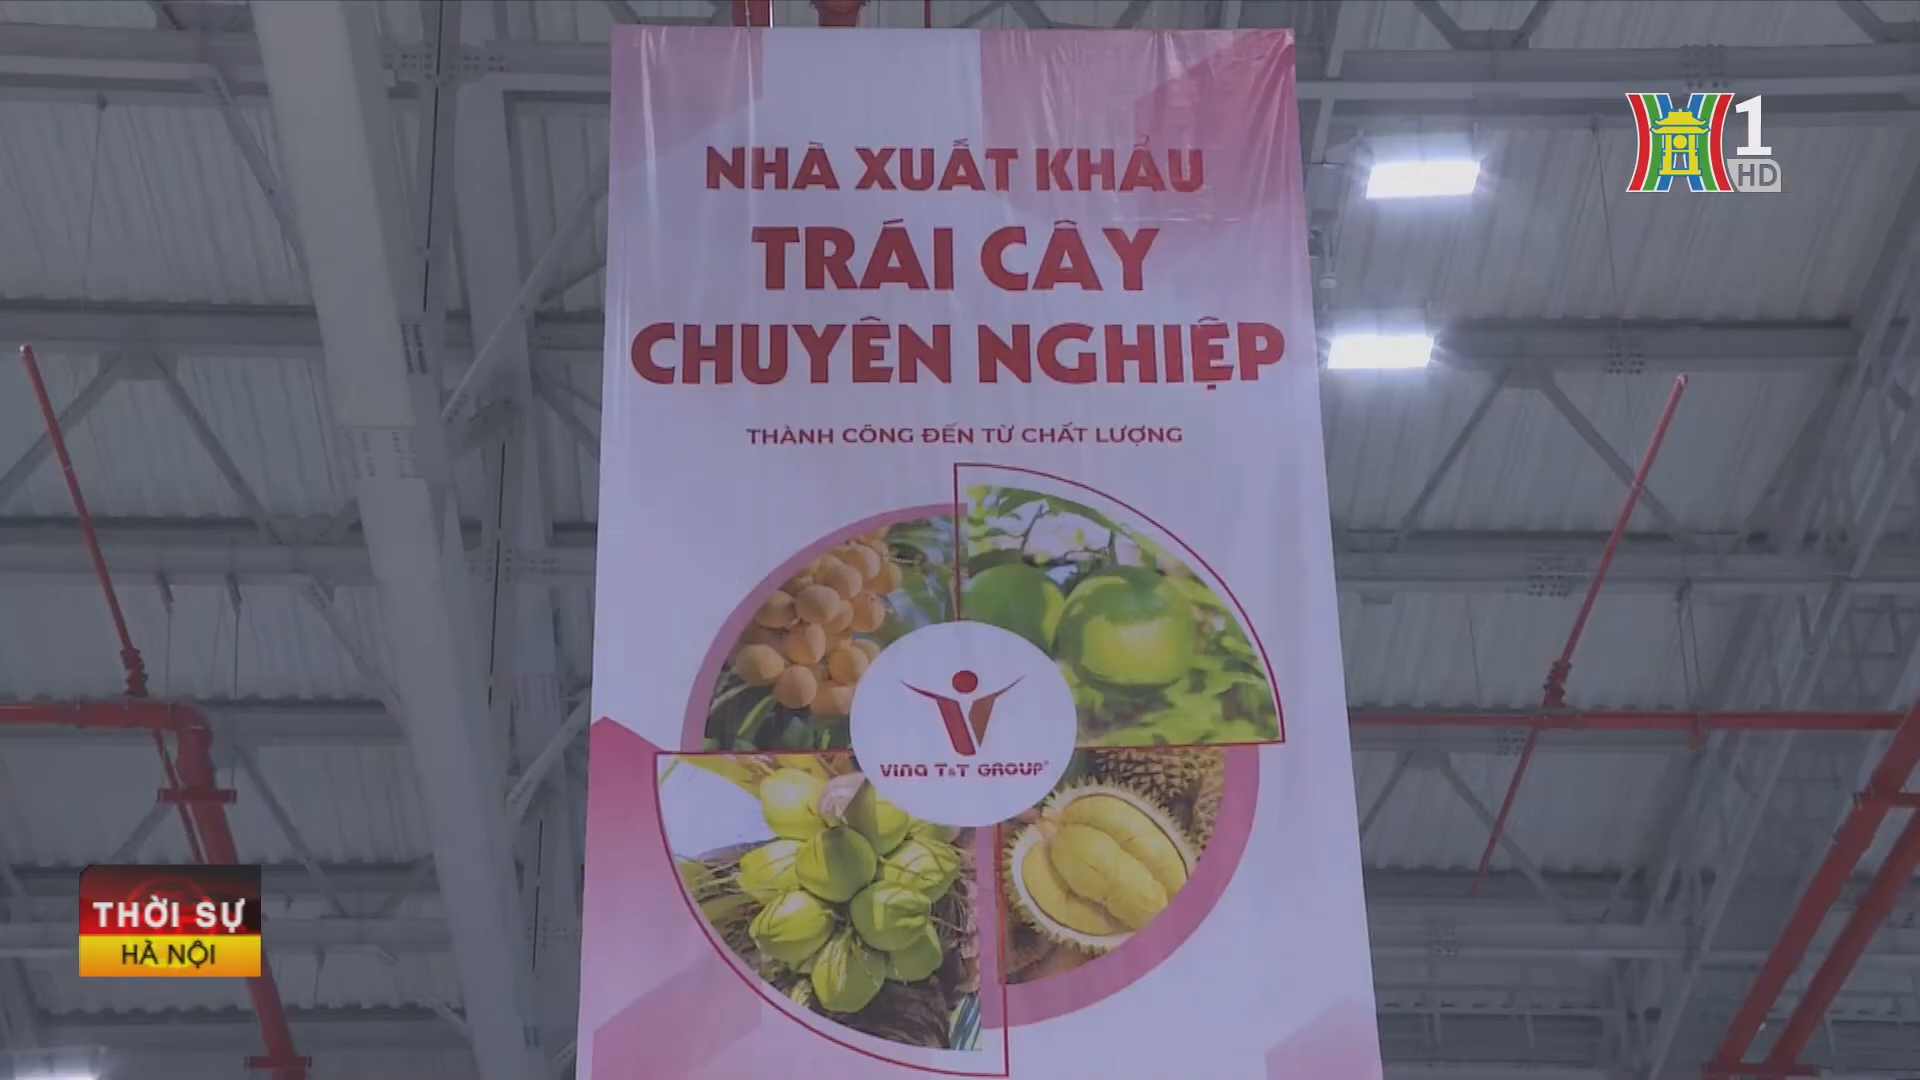 1
HD
NHÀ XUẤT KHẨU
TRÁI CÂY
CHUYÊN NGHIỆP
THÀNH CÔNG ĐẾN TỪ CHẤT LƯỢNG
VINA T&T GROUP®
THỜI SỰ
HÀ NỘI